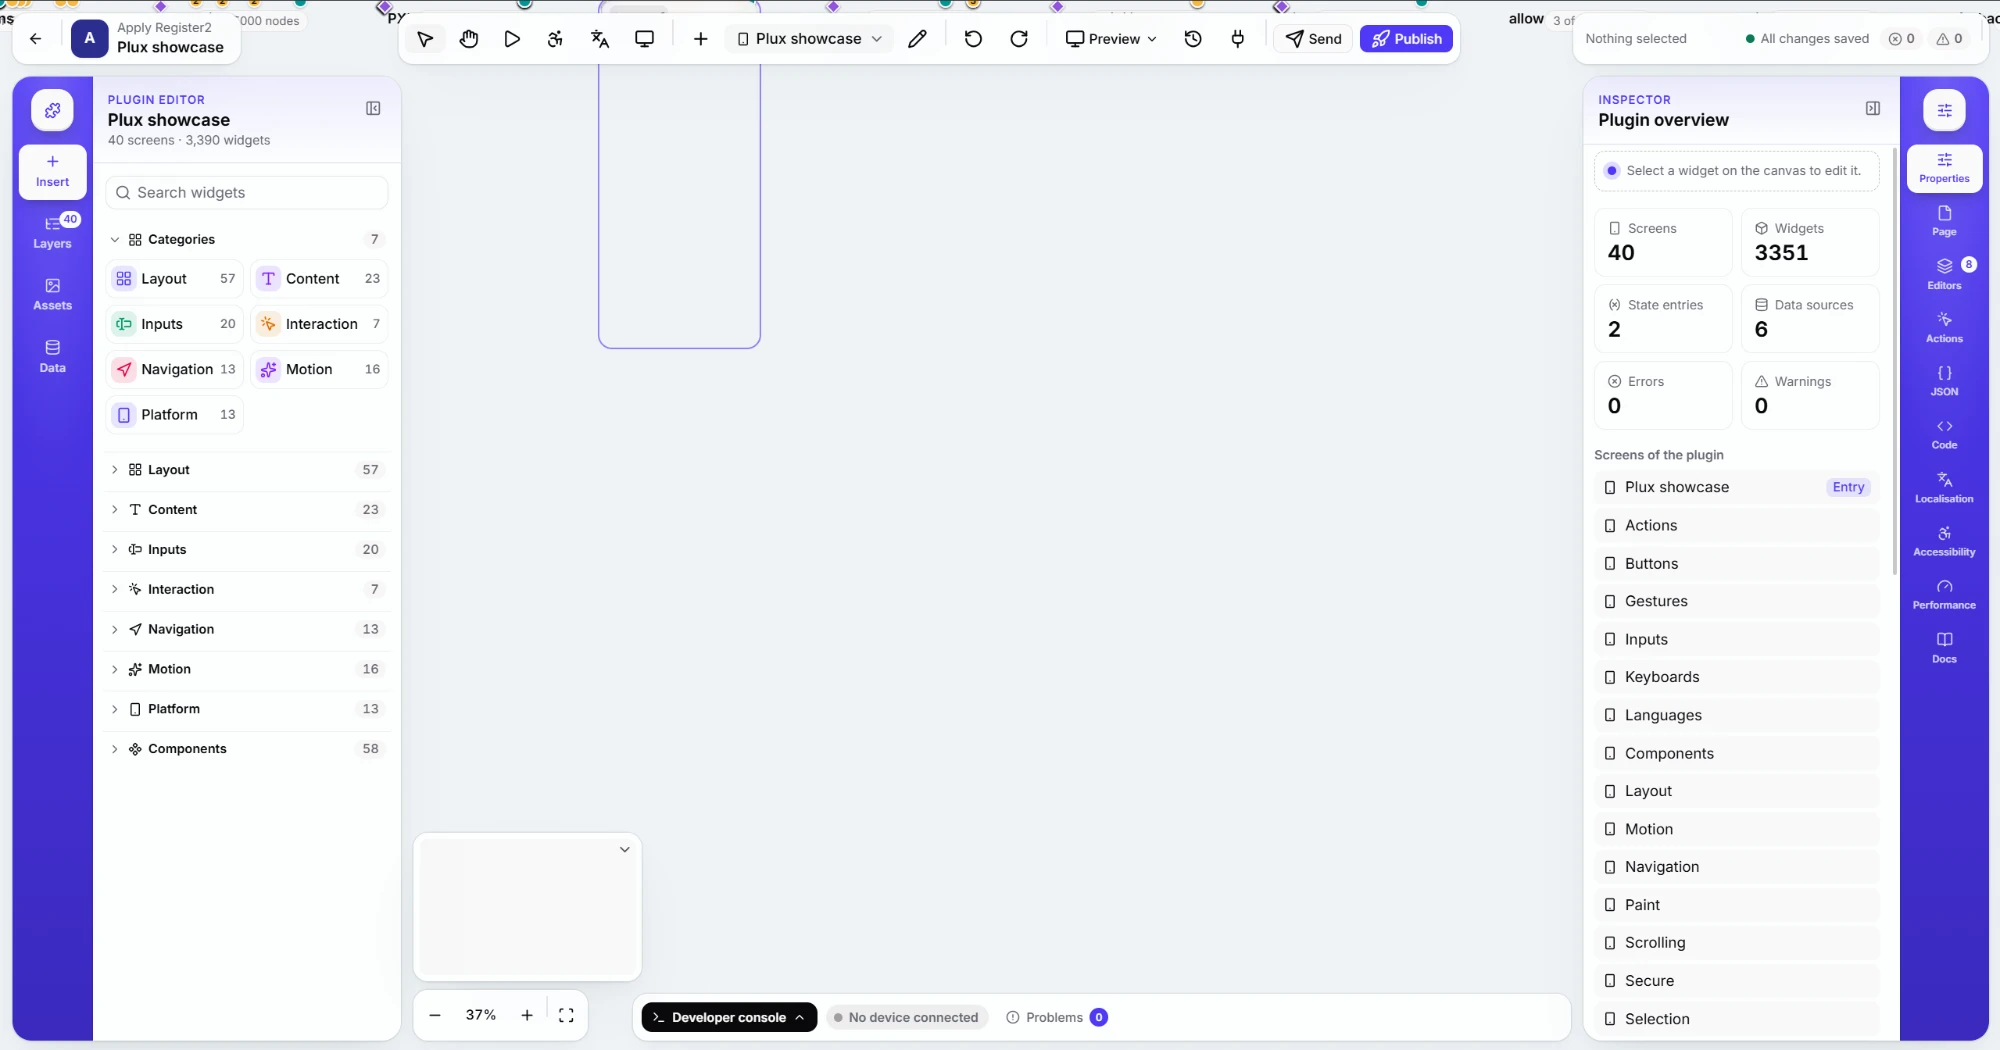 000 nodes
allow
3 of
Apply Register2
A
Plux showcase
Plux showcase
Preview
Send
Publish
Nothing selected
All changes saved
0
0
PLUGIN EDITOR
Plux showcase
40 screens · 3,390 widgets
Insert
40
Layers
Assets
Data
Search widgets
Categories
7
Layout
57
Content
23
Inputs
20
Interaction
7
Navigation
13
Motion
16
Platform
13
Layout
57
Content
23
Inputs
20
Interaction
7
Navigation
13
Motion
16
Platform
13
Components
58
37%
Developer console
No device connected
Problems
0
INSPECTOR
Plugin overview
Select a widget on the canvas to edit it.
Screens
40
Widgets
3351
State entries
2
Data sources
6
Errors
0
Warnings
0
Screens of the plugin
Plux showcase
Entry
Actions
Buttons
Gestures
Inputs
Keyboards
Languages
Components
Layout
Motion
Navigation
Paint
Scrolling
Secure
Selection
Properties
Page
8
Editors
Actions
JSON
Code
Localisation
Accessibility
Performance
Docs